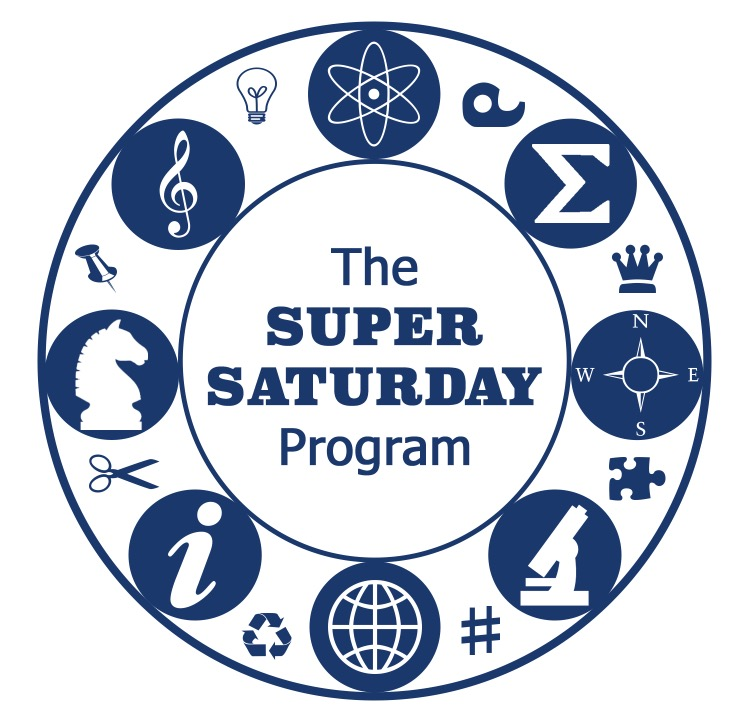 The
SUPER
SATURDAY
Program
Σ
N
W E
S
i
#